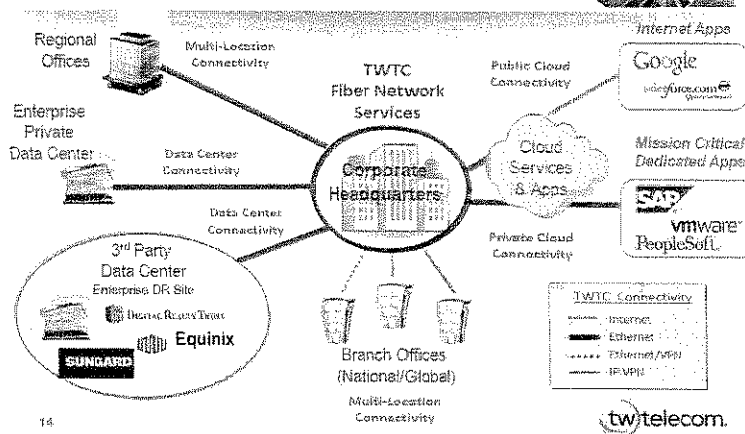 Internet Apps
Regional
Offices
Multi-Location
Connectivity
TWTC
Fiber Network
Services
Public Cloud
Connectivity
Google
salesforce.com
Enterprise
Private
Data Center
Data Center
Connectivity
Corporate
Headquarters
Cloud
Services
& Apps
Mission Critical
Dedicated Apps
SAP
vmware
PeopleSoft.
Data Center
Connectivity
Private Cloud
Connectivity
3rd Party
Data Center
Enterprise DR Site
DIGITAL REALTY TRUST
Equinix
SUNGARD
Branch Offices
(National/Global)
Multi-Location
Connectivity
TWTC Connectivity
Internet
Ethernet
Ethernet/VPN
IP VPN
14
tw telecom.